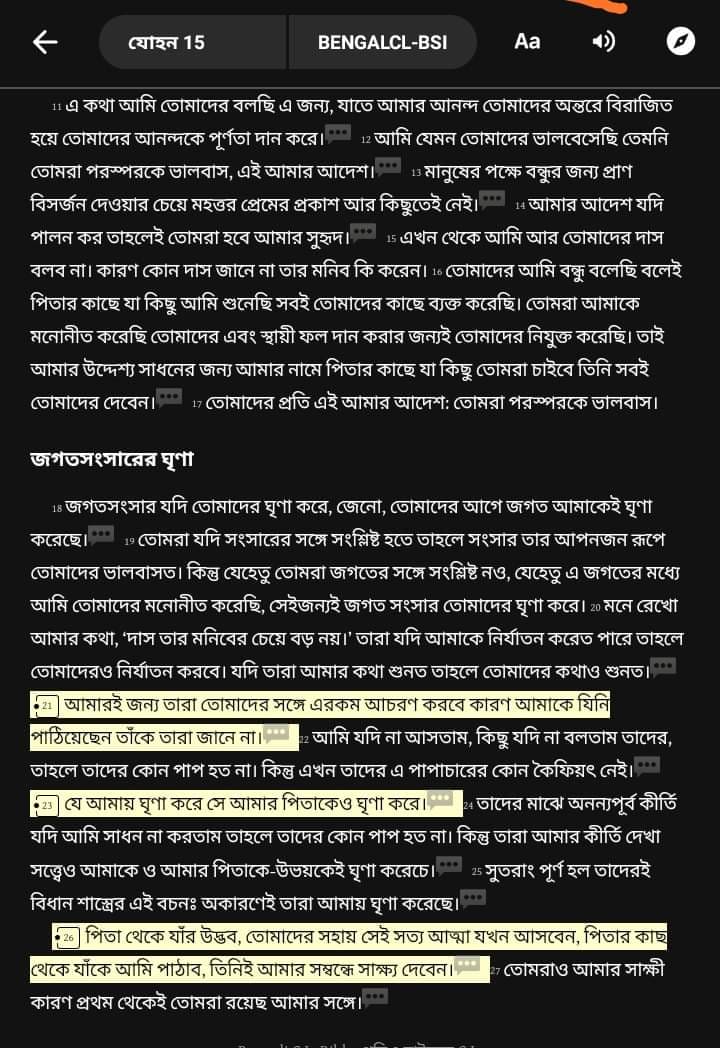 যোহন 15
BENGALCL-BSI
Aa
11 এ কথা আমি তোমাদের বলছি এ জন্য, যাতে আমার আনন্দ তোমাদের অন্তরে বিরাজিত
হয়ে তোমাদের আনন্দকে পূর্ণতা দান করে। 12 আমি যেমন তোমাদের ভালবেসেছি তেমনি
তোমরা পরস্পরকে ভালবাস, এই আমার আদেশ। 13 মানুষের পক্ষে বন্ধুর জন্য প্রাণ
বিসর্জন দেওয়ার চেয়ে মহত্তর প্রেমের প্রকাশ আর কিছুতেই নেই। 14 আমার আদেশ যদি
পালন কর তাহলেই তোমরা হবে আমার সুহৃদ। 15 এখন থেকে আমি আর তোমাদের দাস
বলব না। কারণ কোন দাস জানে না তার মনিব কি করেন। 16 তোমাদের আমি বন্ধু বলেছি বলেই
পিতার কাছে যা কিছু আমি শুনেছি সবই তোমাদের কাছে ব্যক্ত করেছি। তোমরা আমাকে
মনোনীত করেছি তোমাদের এবং স্থায়ী ফল দান করার জন্যই তোমাদের নিযুক্ত করেছি। তাই
আমার উদ্দেশ্য সাধনের জন্য আমার নামে পিতার কাছে যা কিছু তোমরা চাইবে তিনি সবই
তোমাদের দেবেন। 17 তোমাদের প্রতি এই আমার আদেশ: তোমরা পরস্পরকে ভালবাস।
জগতসংসারের ঘৃণা
18 জগতসংসার যদি তোমাদের ঘৃণা করে, জেনো, তোমাদের আগে জগত আমাকেই ঘৃণা
করেছে। 19 তোমরা যদি সংসারের সঙ্গে সংশ্লিষ্ট হতে তাহলে সংসার তার আপনজন রূপে
তোমাদের ভালবাসত। কিন্তু যেহেতু তোমরা জগতের সঙ্গে সংশ্লিষ্ট নও, যেহেতু এ জগতের মধ্যে
আমি তোমাদের মনোনীত করেছি, সেইজন্যই জগত সংসার তোমাদের ঘৃণা করে। 20 মনে রেখো
আমার কথা, ‘দাস তার মনিবের চেয়ে বড় নয়।’ তারা যদি আমাকে নির্যাতন করেত পারে তাহলে
তোমাদেরও নির্যাতন করবে। যদি তারা আমার কথা শুনত তাহলে তোমাদের কথাও শুনত।
21 আমারই জন্য তারা তোমাদের সঙ্গে এরকম আচরণ করবে কারণ আমাকে যিনি
পাঠিয়েছেন তাঁকে তারা জানে না। 22 আমি যদি না আসতাম, কিছু যদি না বলতাম তাদের,
তাহলে তাদের কোন পাপ হত না। কিন্তু এখন তাদের এ পাপাচারের কোন কৈফিয়ৎ নেই।
23 যে আমায় ঘৃণা করে সে আমার পিতাকেও ঘৃণা করে। 24 তাদের মাঝে অনন্যপূর্ব কীর্তি
যদি আমি সাধন না করতাম তাহলে তাদের কোন পাপ হত না। কিন্তু তারা আমার কীর্তি দেখা
সত্ত্বেও আমাকে ও আমার পিতাকে-উভয়কেই ঘৃণা করেচে। 25 সুতরাং পূর্ণ হল তাদেরই
বিধান শাস্ত্রের এই বচনঃ অকারণেই তারা আমায় ঘৃণা করেছে।
26 পিতা থেকে যাঁর উদ্ভব, তোমাদের সহায় সেই সত্য আত্মা যখন আসবেন, পিতার কাছ
থেকে যাঁকে আমি পাঠাব, তিনিই আমার সম্বন্ধে সাক্ষ্য দেবেন। 27 তোমরাও আমার সাক্ষী
কারণ প্রথম থেকেই তোমরা রয়েছ আমার সঙ্গে।